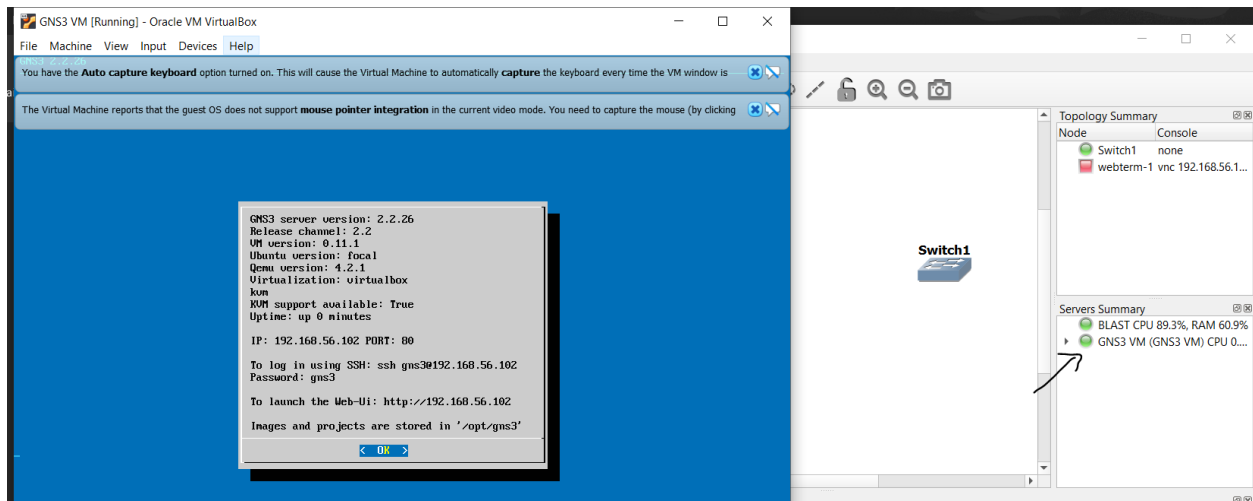 GNS3 VM [Running] - Oracle VM VirtualBox
File Machine View Input Devices Help
GNS3 2.2.26
You have the Auto capture keyboard option turned on. This will cause the Virtual Machine to automatically capture the keyboard every time the VM window is
The Virtual Machine reports that the guest OS does not support mouse pointer integration in the current video mode. You need to capture the mouse (by clicking
GNS3 server version: 2.2.26
Release channel: 2.2
VM version: 0.11.1
Ubuntu version: focal
Qemu version: 4.2.1
Virtualization: virtualbox
kvm
KVM support available: True
Uptime: up 0 minutes
IP: 192.168.56.102 PORT: 80
To log in using SSH: ssh gns3@192.168.56.102
Password: gns3
To launch the Web-Ui: http://192.168.56.102
Images and projects are stored in '/opt/gns3'
< OK >
Switch1
Topology Summary
Node Console
Switch1 none
webterm-1 vnc 192.168.56.1...
Servers Summary
BLAST CPU 89.3%, RAM 60.9%
GNS3 VM (GNS3 VM) CPU 0....